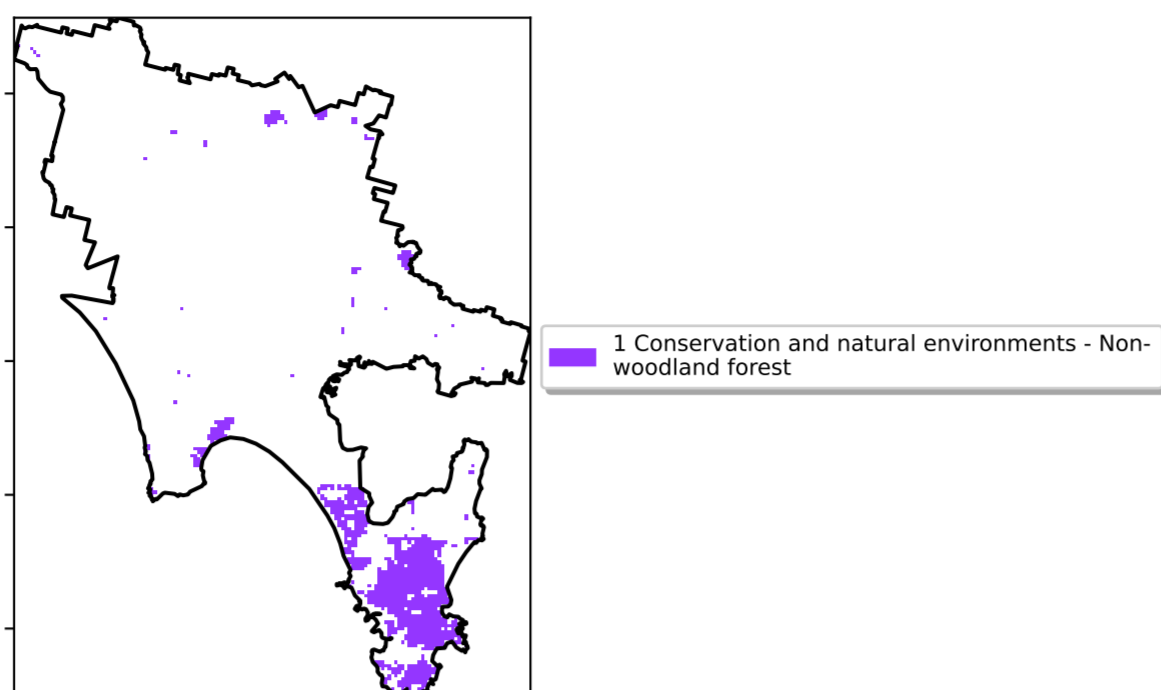 1 Conservation and natural environments - Non-
woodland forest